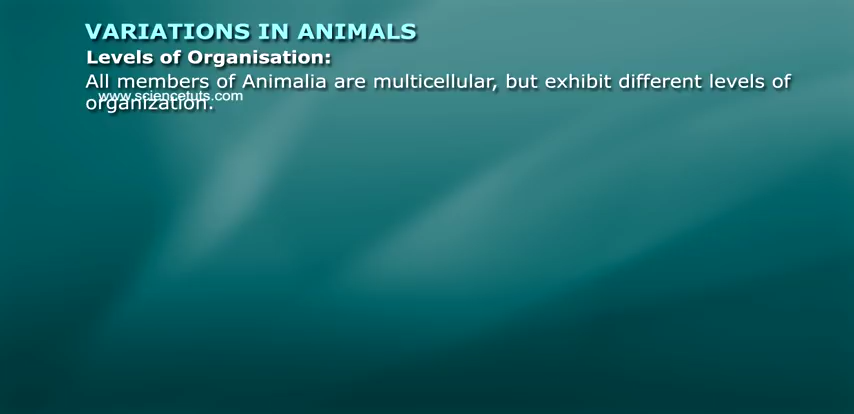 VARIATIONS IN ANIMALS
Levels of Organisation:
All members of Animalia are multicellular, but exhibit different levels of
organization.
www.sciencetuts.com